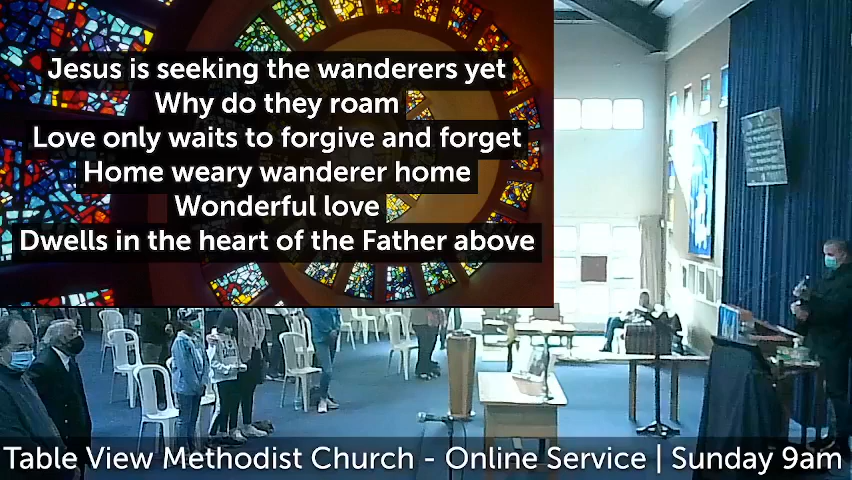 Jesus is seeking the wanderers yet
Why do they roam
Love only waits to forgive and forget
Home weary wanderer home
Wonderful love
Dwells in the heart of the Father above
Table View Methodist Church - Online Service | Sunday 9am